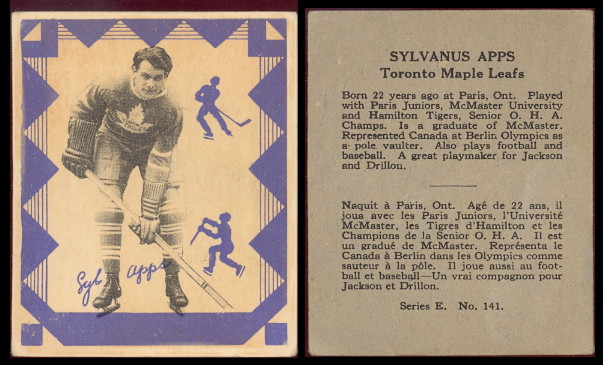 Syl Apps
SYLVANUS APPS
Toronto Maple Leafs
Born 22 years ago at Paris, Ont. Played
with Paris Juniors, McMaster University
and Hamilton Tigers, Senior O. H. A.
Champs. Is a graduate of McMaster.
Represented Canada at Berlin Olympics as
a pole vaulter. Also plays football and
baseball. A great playmaker for Jackson
and Drillon.
Naquit à Paris, Ont. Agé de 22 ans, il
joua avec les Paris Juniors, l'Université
McMaster, les Tigres d'Hamilton et les
Champions de la Senior O. H. A. Il est
un gradué de McMaster. Représenta le
Canada à Berlin dans les Olympics comme
sauteur à la pôle. Il joue aussi au foot-
ball et baseball—Un vrai compagnon pour
Jackson et Drillon.
Series E. No. 141.